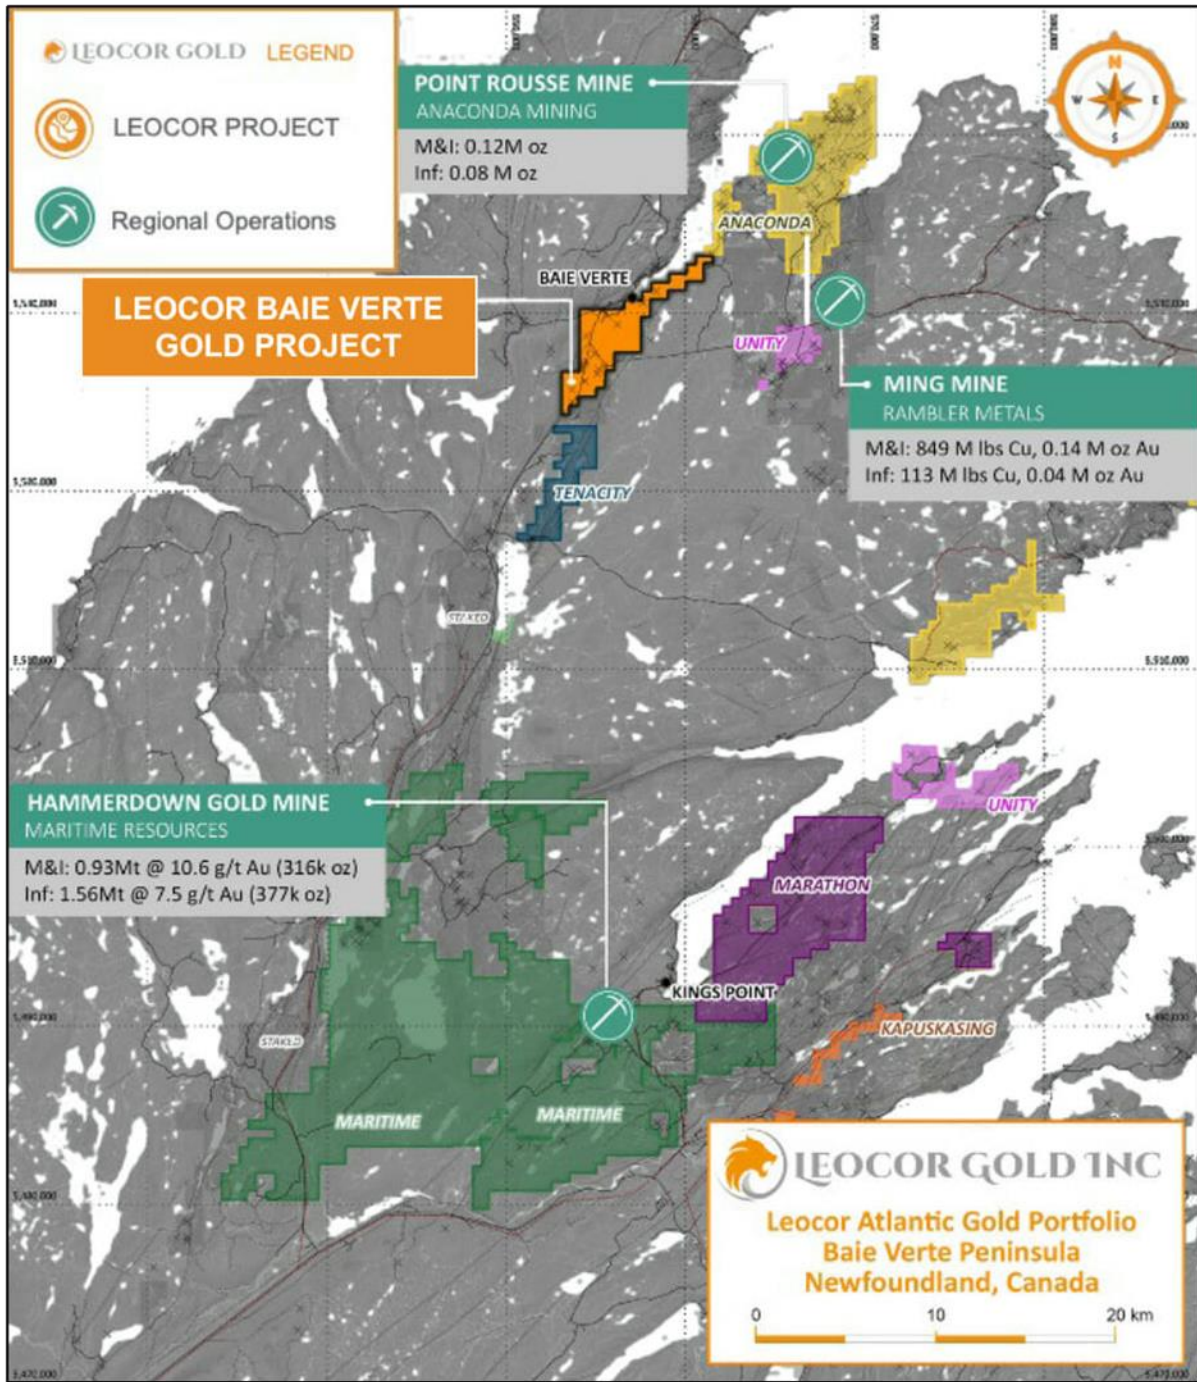 LEOCOR GOLD LEGEND
LEOCOR PROJECT
Regional Operations
POINT ROUSSE MINE
ANACONDA MINING
M&I: 0.12M oz
Inf: 0.08 M oz
N
W E
S
570,000
ANACONDA
BAIE VERTE
LEOCOR BAIE VERTE
GOLD PROJECT
UNITY
MING MINE
RAMBLER METALS
M&I: 849 M lbs Cu, 0.14 M oz Au
Inf: 113 M lbs Cu, 0.04 M oz Au
TENACITY
STAKED
HAMMERDOWN GOLD MINE
MARITIME RESOURCES
M&I: 0.93Mt @ 10.6 g/t Au (316k oz)
Inf: 1.56Mt @ 7.5 g/t Au (377k oz)
UNITY
MARATHON
KINGS POINT
KAPUSKASING
STAKED
MARITIME
MARITIME
LEOCOR GOLD INC
Leocor Atlantic Gold Portfolio
Baie Verte Peninsula
Newfoundland, Canada
0 10 20 km